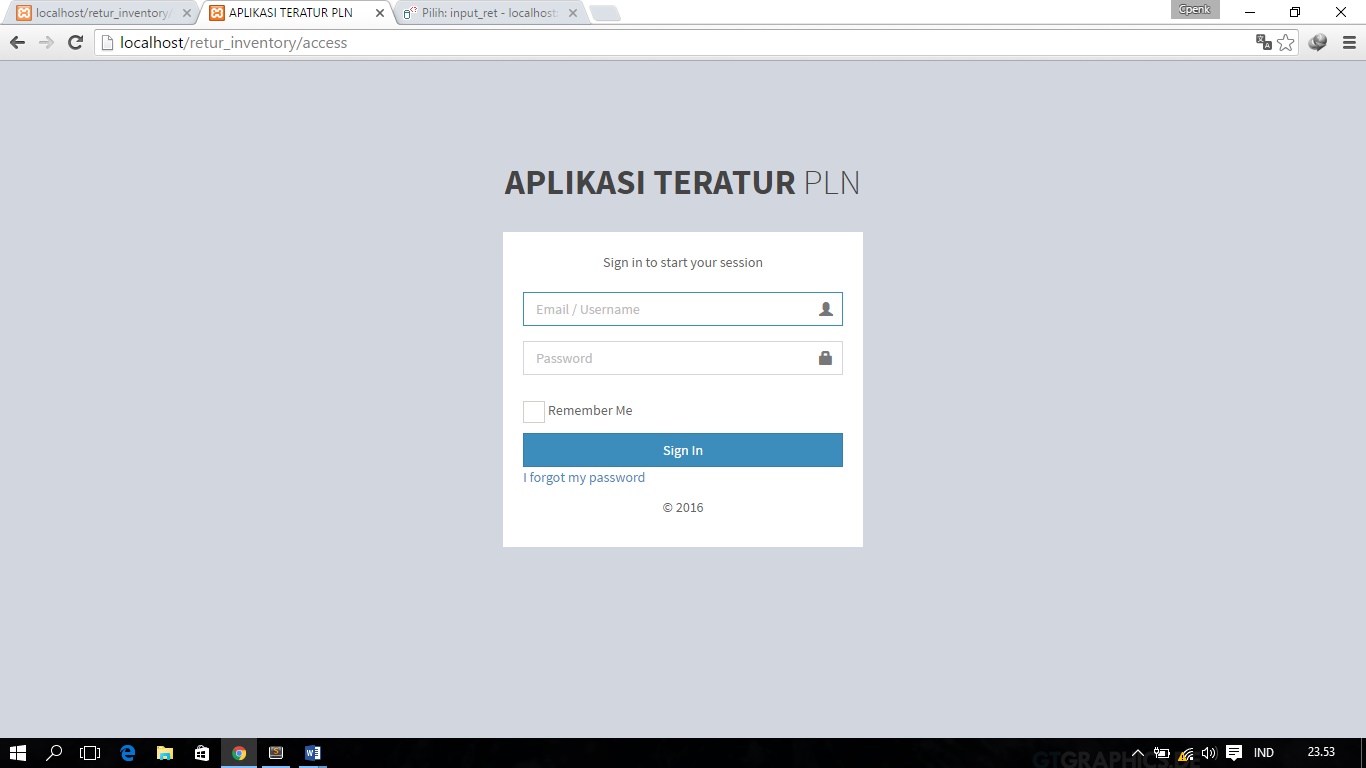 localhost/retur_inventory/
APLIKASI TERATUR PLN
Pilih: input_ret - localhost
Cpenk
localhost/retur_inventory/access
APLIKASI TERATUR PLN
Sign in to start your session
Email / Username
Password
Remember Me
Sign In
I forgot my password
© 2016
IND
23.53